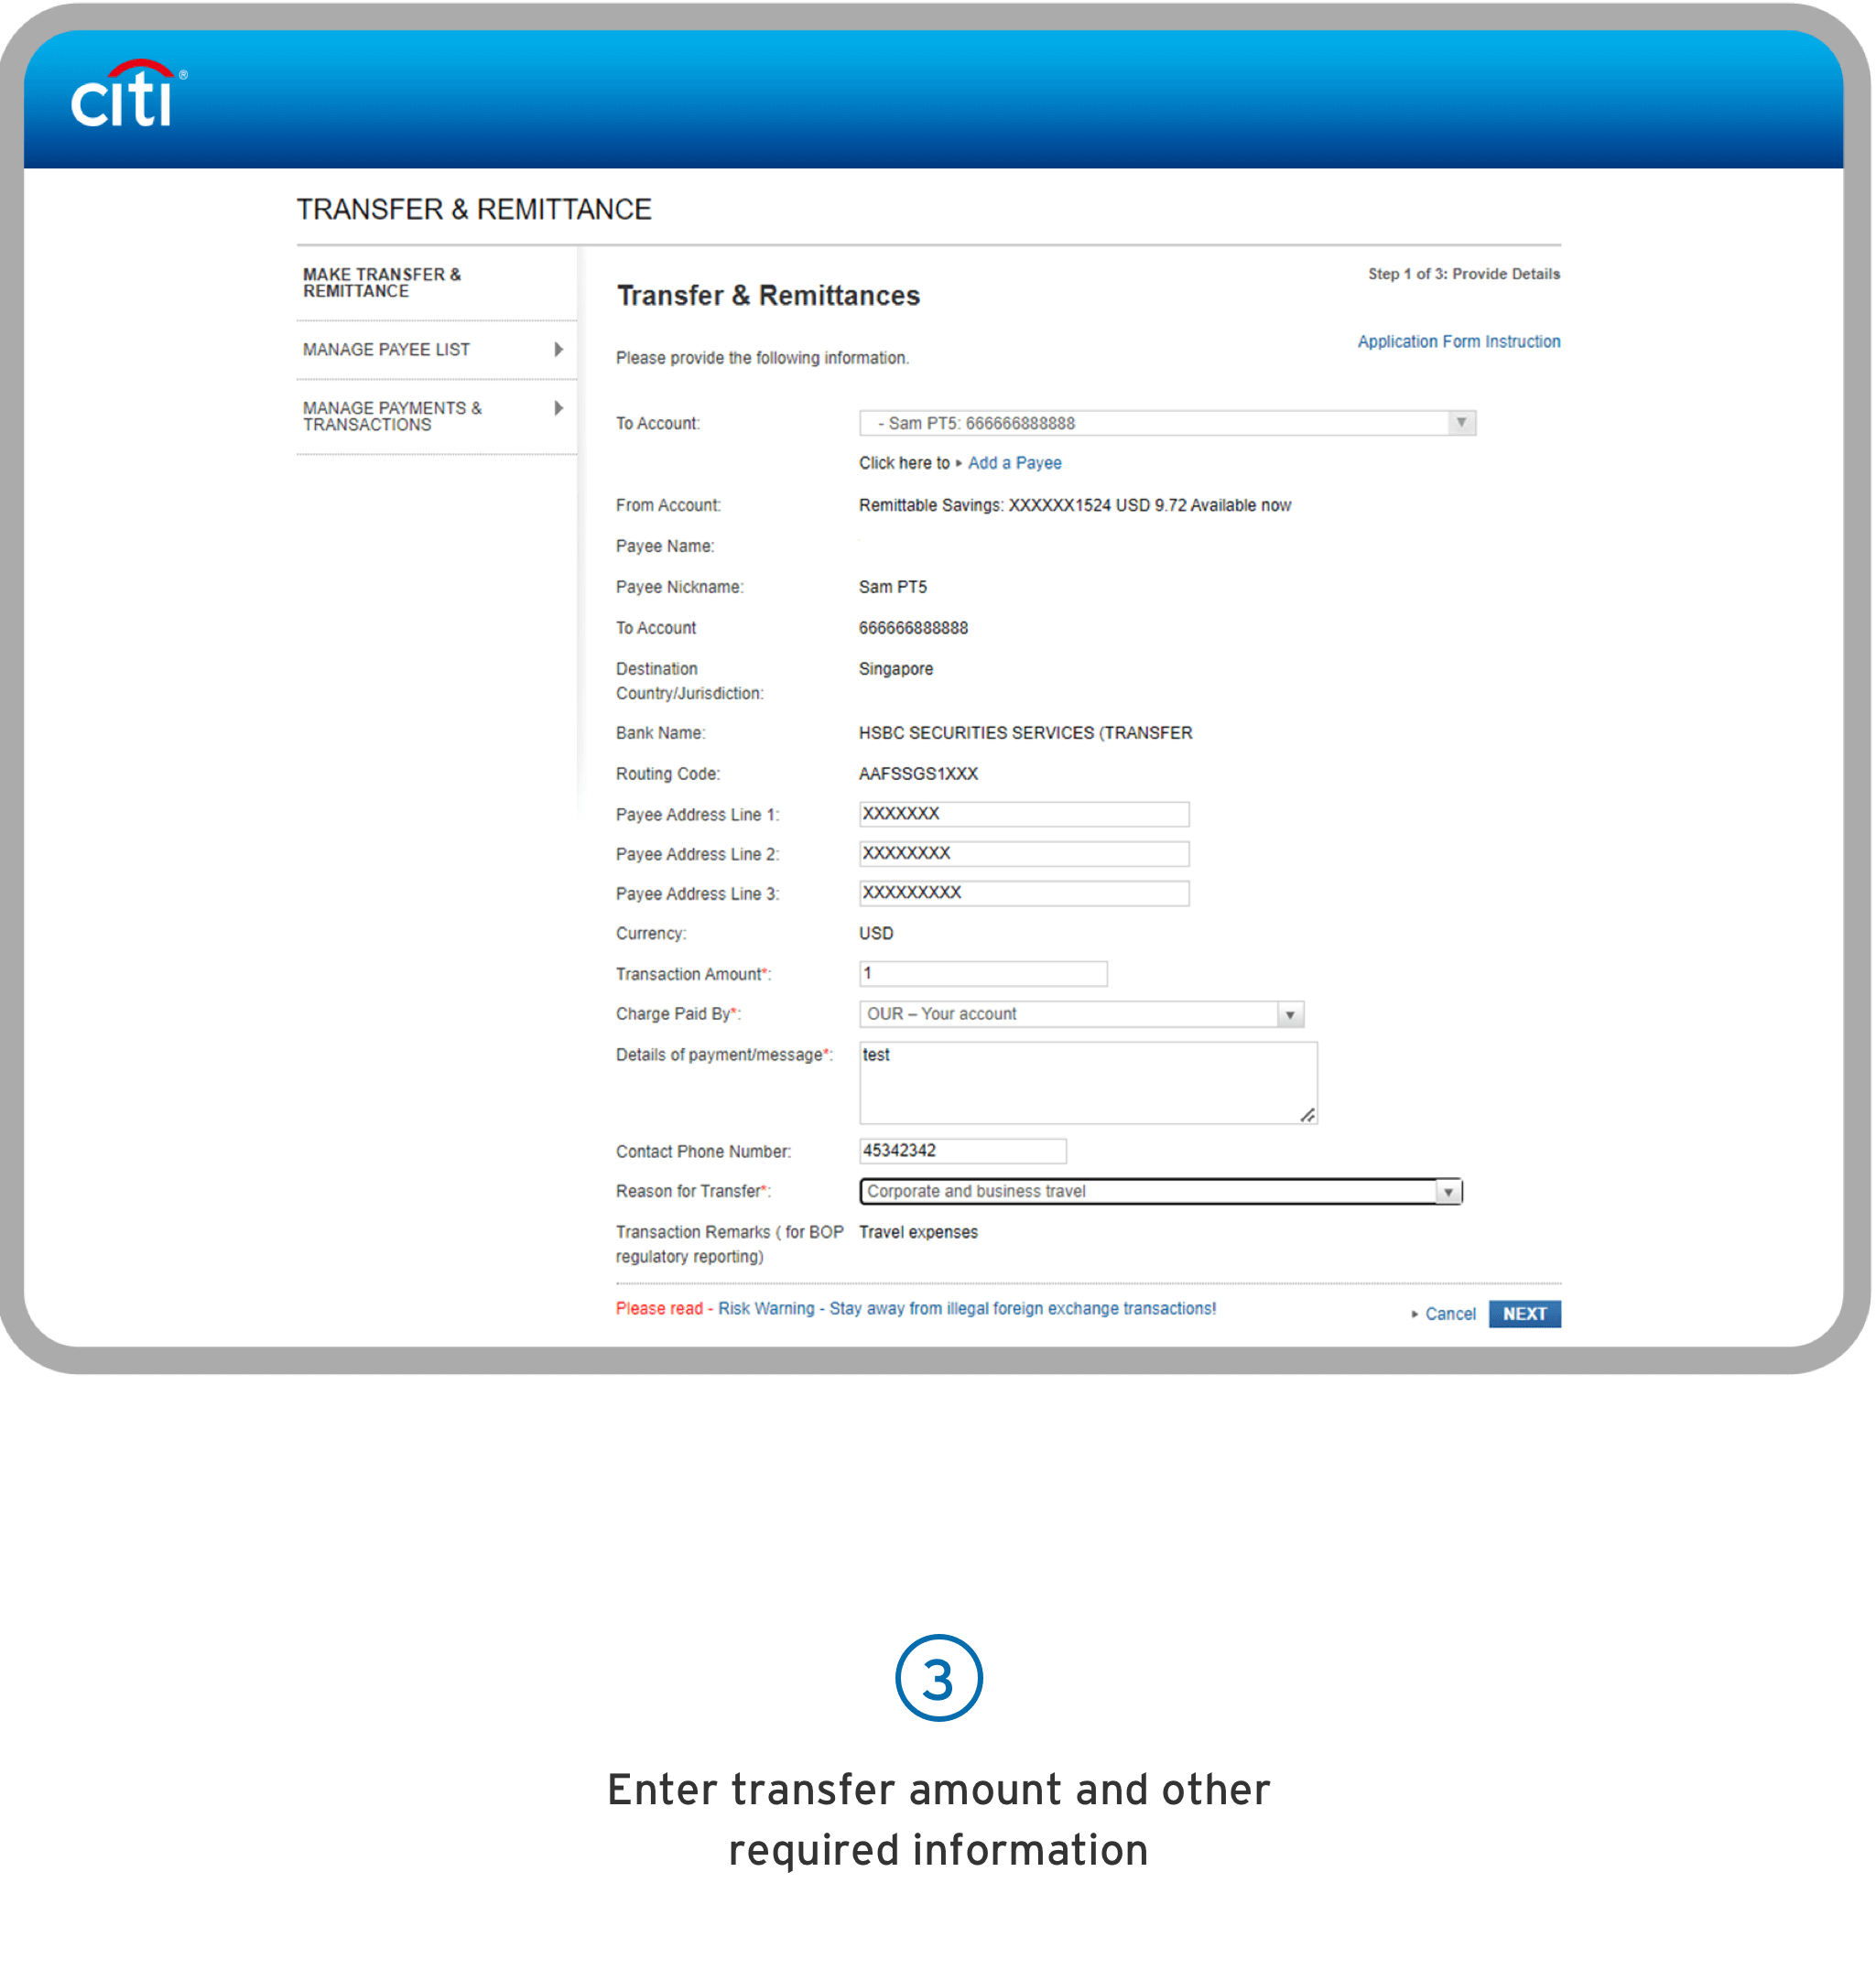 citi®
TRANSFER & REMITTANCE
MAKE TRANSFER &
REMITTANCE
MANAGE PAYEE LIST
MANAGE PAYMENTS &
TRANSACTIONS
Step 1 of 3: Provide Details
Transfer & Remittances
Application Form Instruction
Please provide the following information.
To Account: - Sam PT5: 666666888888
Click here to ▸ Add a Payee
From Account: Remittable Savings: XXXXXX1524 USD 9.72 Available now
Payee Name:
Payee Nickname: Sam PT5
To Account 666666888888
Destination Singapore
Country/Jurisdiction:
Bank Name: HSBC SECURITIES SERVICES (TRANSFER
Routing Code: AAFSSGS1XXX
Payee Address Line 1: XXXXXXX
Payee Address Line 2: XXXXXXXX
Payee Address Line 3: XXXXXXXXX
Currency: USD
Transaction Amount*: 1
Charge Paid By*: OUR – Your account
Details of payment/message*: test
Contact Phone Number: 45342342
Reason for Transfer*: Corporate and business travel
Transaction Remarks ( for BOP Travel expenses
regulatory reporting)
Please read - Risk Warning - Stay away from illegal foreign exchange transactions!
▸ Cancel NEXT
3
Enter transfer amount and other
required information